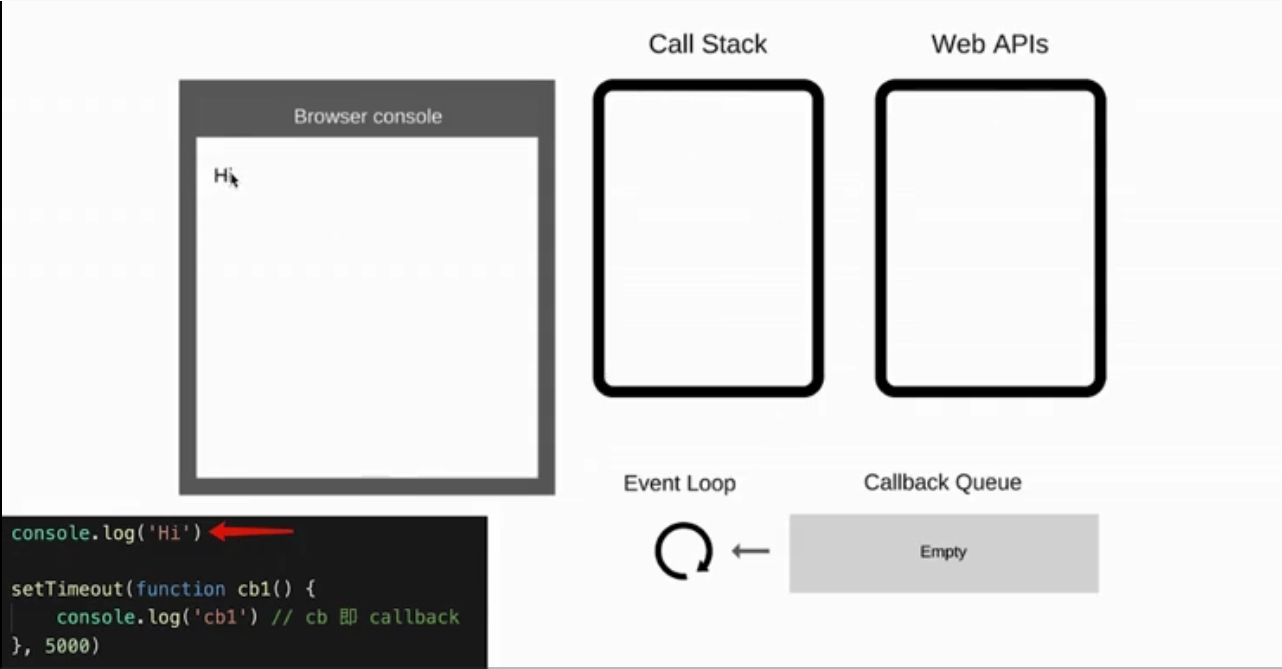 Call Stack
Web APIs
Browser console
Hi
Event Loop
Callback Queue
Empty
console.log('Hi')
setTimeout(function cb1() {
console.log('cb1') // cb 即 callback
}, 5000)